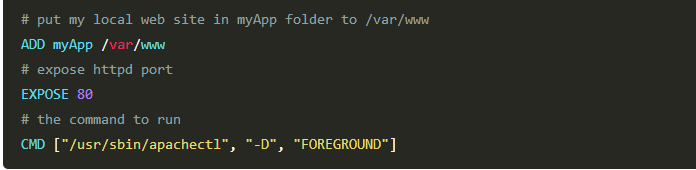 # put my local web site in myApp folder to /var/www
ADD myApp /var/www
# expose httpd port
EXPOSE 80
# the command to run
CMD ["/usr/sbin/apachectl", "-D", "FOREGROUND"]